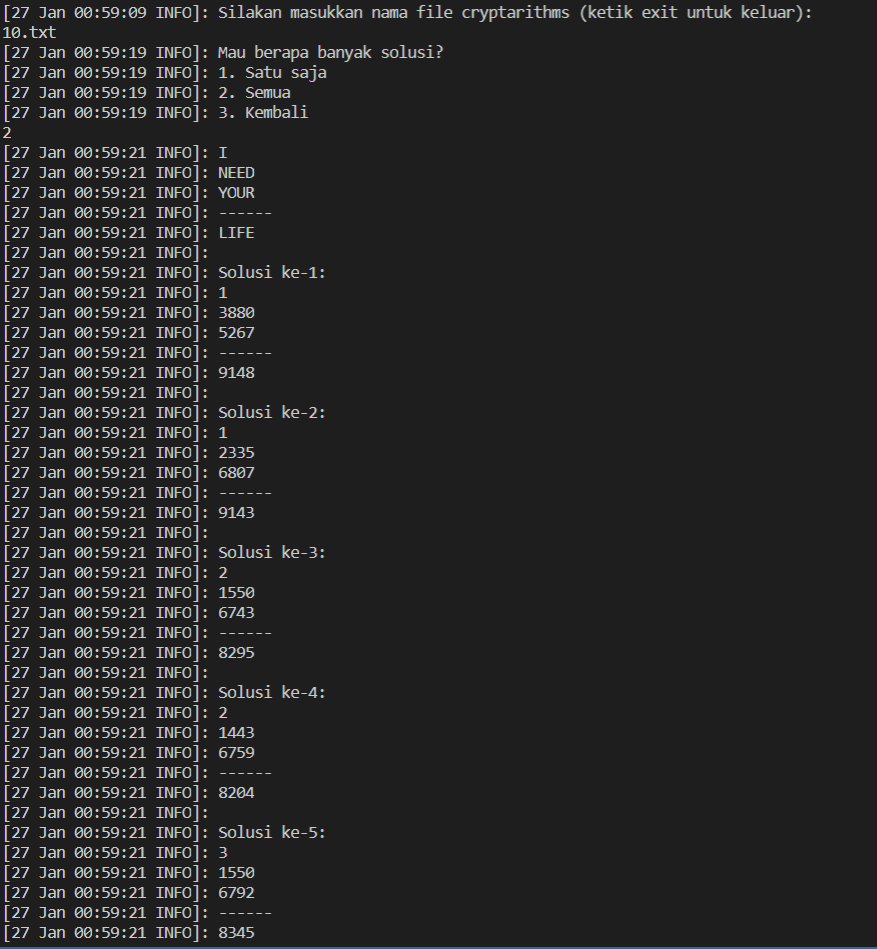 [27 Jan 00:59:09 INFO]: Silakan masukkan nama file cryptarithms (ketik exit untuk keluar):
10.txt
[27 Jan 00:59:19 INFO]: Mau berapa banyak solusi?
[27 Jan 00:59:19 INFO]: 1. Satu saja
[27 Jan 00:59:19 INFO]: 2. Semua
[27 Jan 00:59:19 INFO]: 3. Kembali
2
[27 Jan 00:59:21 INFO]: I
[27 Jan 00:59:21 INFO]: NEED
[27 Jan 00:59:21 INFO]: YOUR
[27 Jan 00:59:21 INFO]: ------
[27 Jan 00:59:21 INFO]: LIFE
[27 Jan 00:59:21 INFO]:
[27 Jan 00:59:21 INFO]: Solusi ke-1:
[27 Jan 00:59:21 INFO]: 1
[27 Jan 00:59:21 INFO]: 3880
[27 Jan 00:59:21 INFO]: 5267
[27 Jan 00:59:21 INFO]: ------
[27 Jan 00:59:21 INFO]: 9148
[27 Jan 00:59:21 INFO]:
[27 Jan 00:59:21 INFO]: Solusi ke-2:
[27 Jan 00:59:21 INFO]: 1
[27 Jan 00:59:21 INFO]: 2335
[27 Jan 00:59:21 INFO]: 6807
[27 Jan 00:59:21 INFO]: ------
[27 Jan 00:59:21 INFO]: 9143
[27 Jan 00:59:21 INFO]:
[27 Jan 00:59:21 INFO]: Solusi ke-3:
[27 Jan 00:59:21 INFO]: 2
[27 Jan 00:59:21 INFO]: 1550
[27 Jan 00:59:21 INFO]: 6743
[27 Jan 00:59:21 INFO]: ------
[27 Jan 00:59:21 INFO]: 8295
[27 Jan 00:59:21 INFO]:
[27 Jan 00:59:21 INFO]: Solusi ke-4:
[27 Jan 00:59:21 INFO]: 2
[27 Jan 00:59:21 INFO]: 1443
[27 Jan 00:59:21 INFO]: 6759
[27 Jan 00:59:21 INFO]: ------
[27 Jan 00:59:21 INFO]: 8204
[27 Jan 00:59:21 INFO]:
[27 Jan 00:59:21 INFO]: Solusi ke-5:
[27 Jan 00:59:21 INFO]: 3
[27 Jan 00:59:21 INFO]: 1550
[27 Jan 00:59:21 INFO]: 6792
[27 Jan 00:59:21 INFO]: ------
[27 Jan 00:59:21 INFO]: 8345